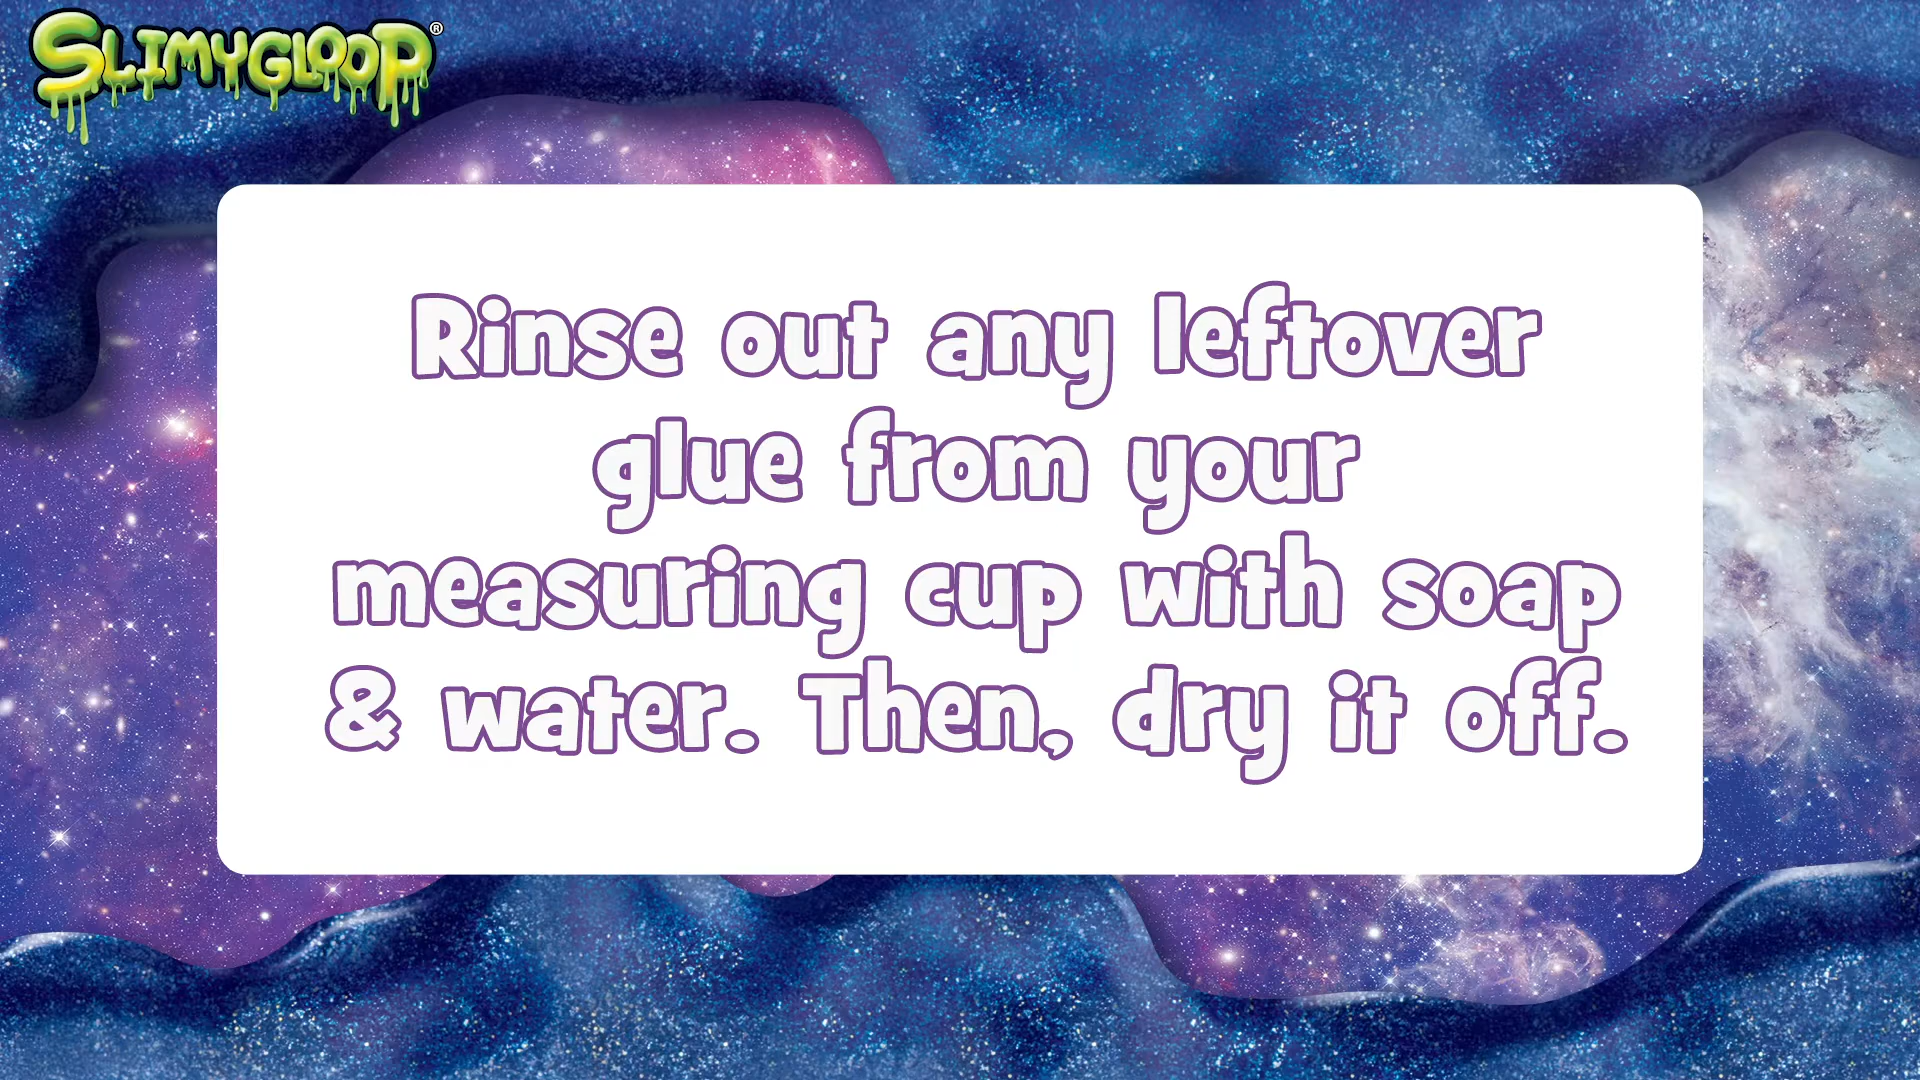 SLIMYGLOOP®
Rinse out any leftover
glue from your
measuring cup with soap
& water. Then, dry it off.